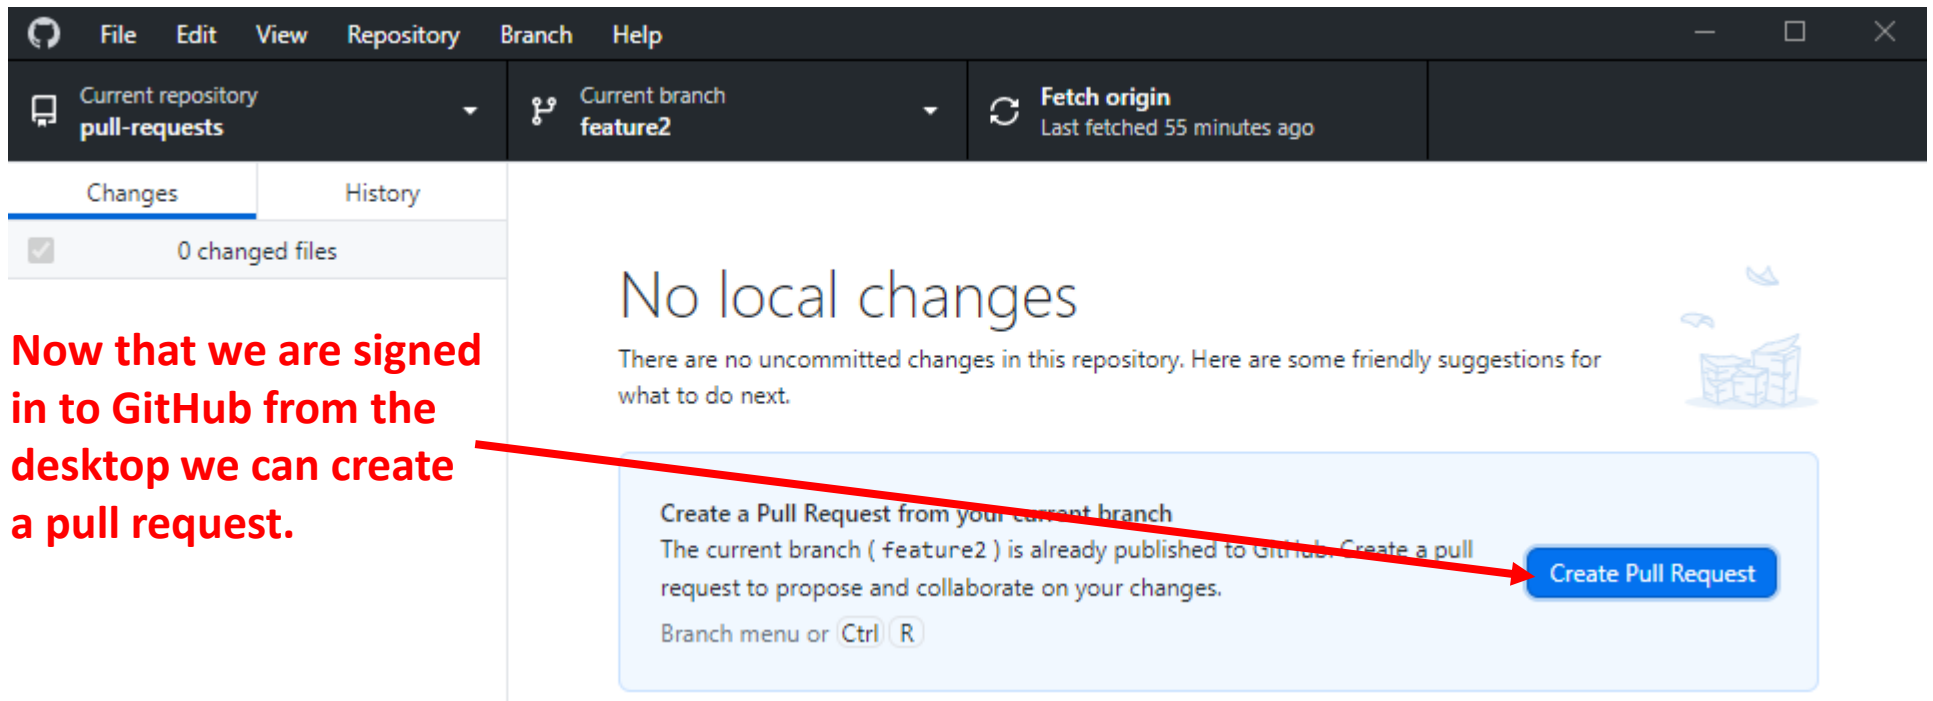 File Edit View Repository Branch Help
Current repository
pull-requests
Current branch
feature2
Fetch origin
Last fetched 55 minutes ago
Changes History
0 changed files
No local changes
There are no uncommitted changes in this repository. Here are some friendly suggestions for
what to do next.
Now that we are signed
in to GitHub from the
desktop we can create
a pull request.
Create a Pull Request from your current branch
The current branch ( feature2 ) is already published to GitHub. Create a pull
request to propose and collaborate on your changes.
Branch menu or Ctrl R
Create Pull Request